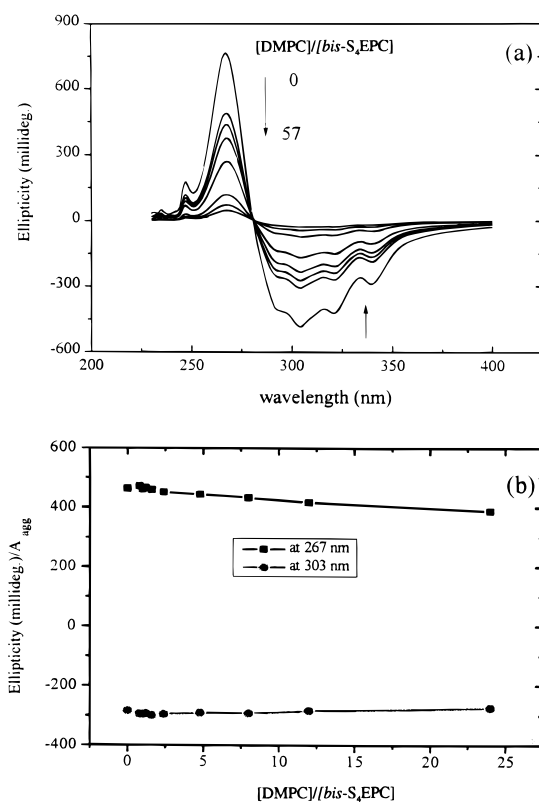 900
600
300
0
-300
-600
200
250
300
350
400
Ellipticity (millideg.)
wavelength (nm)
[DMPC]/[bis-S₄EPC]
0
57
(a)
600
400
200
0
-200
-400
0
5
10
15
20
25
Ellipticity (millideg.)/A agg
[DMPC]/[bis-S₄EPC]
at 267 nm
at 303 nm
(b)